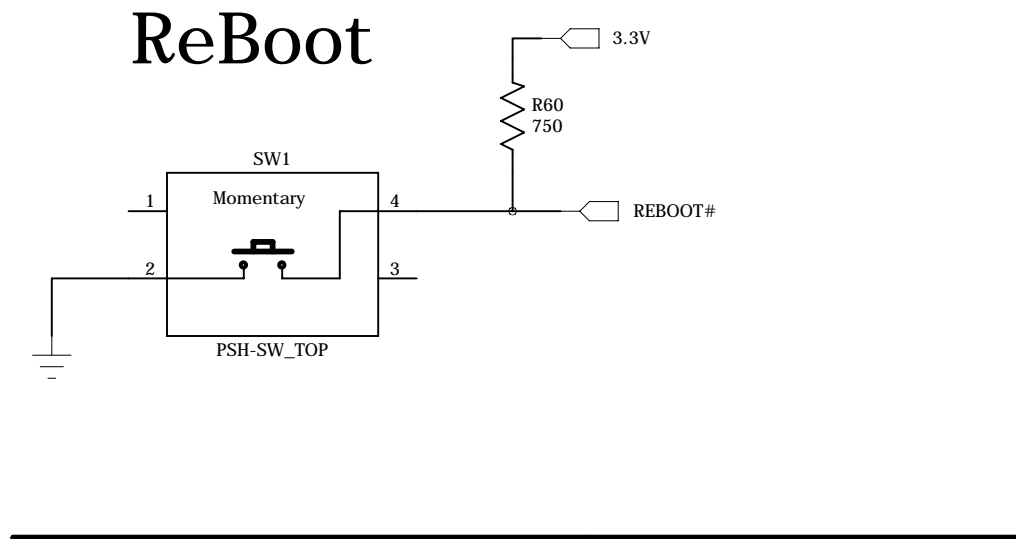 ReBoot
3.3V
R60
750
SW1
Momentary
1
4
REBOOT#
2
3
PSH-SW_TOP